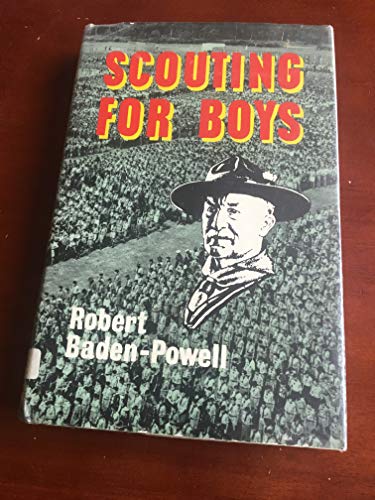 SCOUTING
FOR BOYS
Robert
Baden-Powell